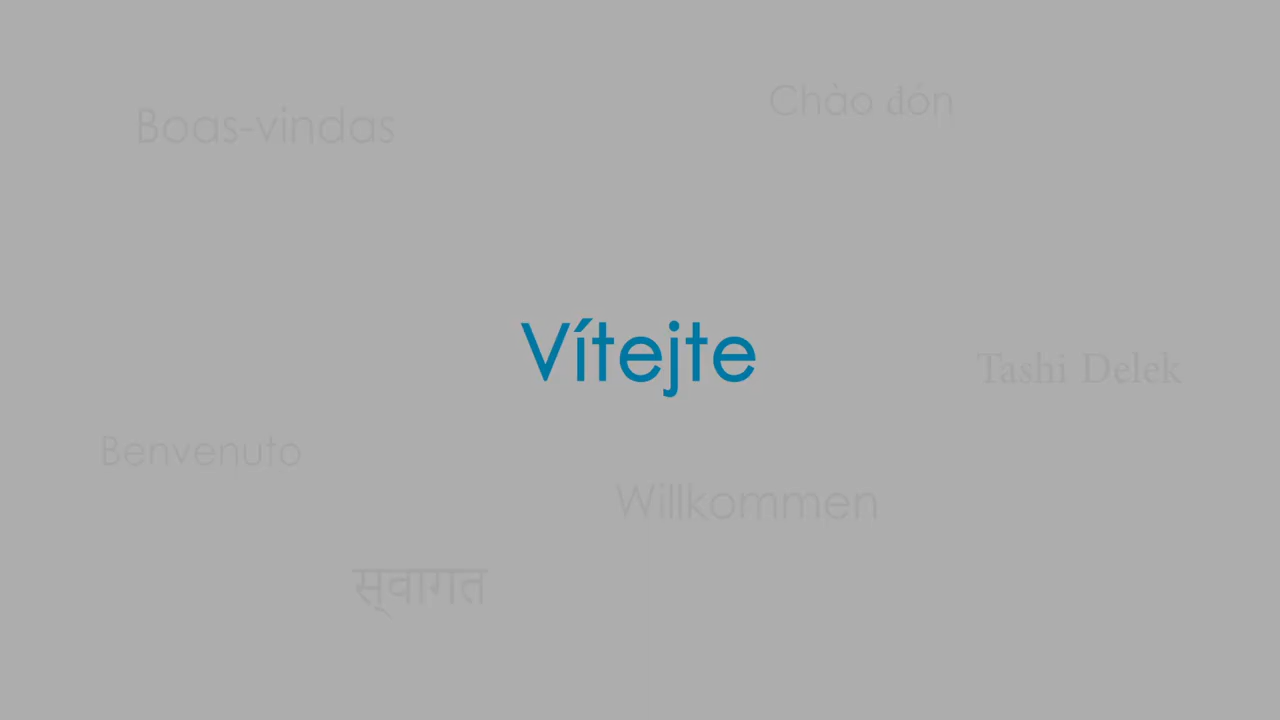 Chào đón
Boas-vindas
Vítejte
Tashi Delek
Benvenuto
Willkommen
स्वागत